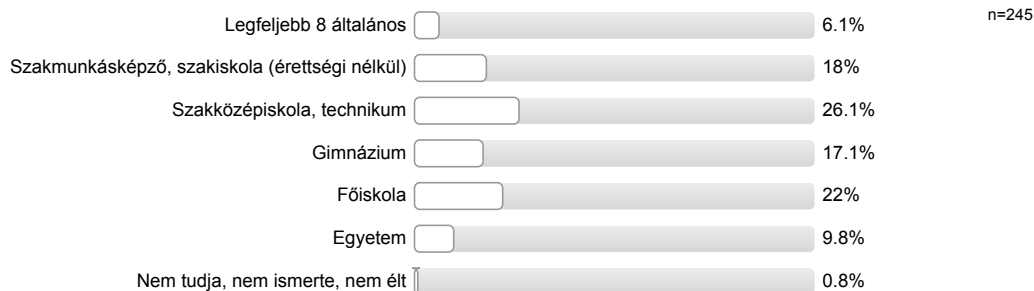 Legfeljebb 8 általános 6.1% n=245
Szakmunkásképző, szakiskola (érettségi nélkül) 18%
Szakközépiskola, technikum 26.1%
Gimnázium 17.1%
Főiskola 22%
Egyetem 9.8%
Nem tudja, nem ismerte, nem élt 0.8%